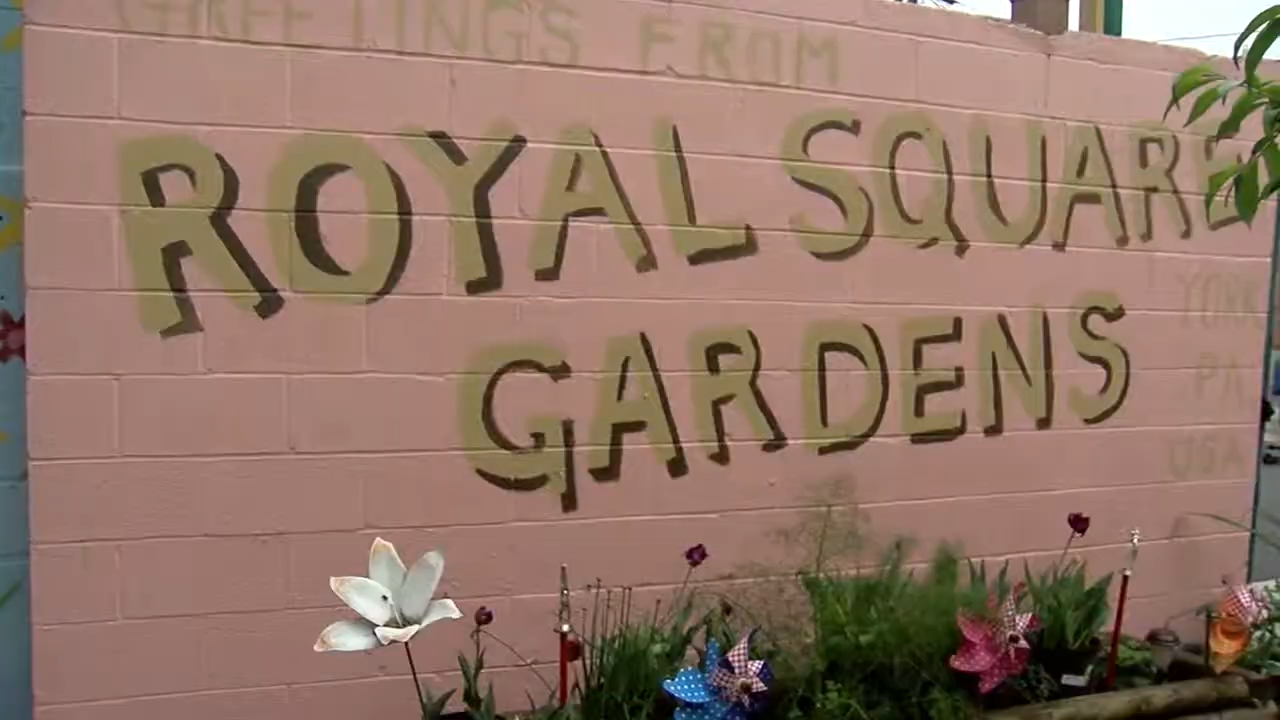 GREETINGS FROM
ROYAL SQUARE
GARDENS
YORK
PA
USA